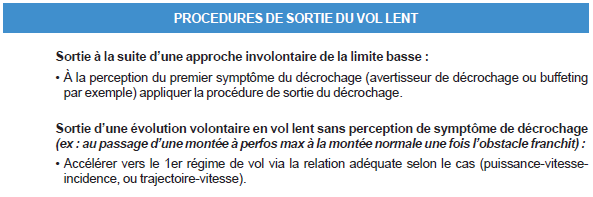 PROCEDURES DE SORTIE DU VOL LENT
Sortie à la suite d'une approche involontaire de la limite basse :
• À la perception du premier symptôme du décrochage (avertisseur de décrochage ou buffeting
par exemple) appliquer la procédure de sortie du décrochage.
Sortie d'une évolution volontaire en vol lent sans perception de symptôme de décrochage
(ex : au passage d'une montée à perfos max à la montée normale une fois l'obstacle franchit) :
• Accélérer vers le 1er régime de vol via la relation adéquate selon le cas (puissance-vitesse-
incidence, ou trajectoire-vitesse).